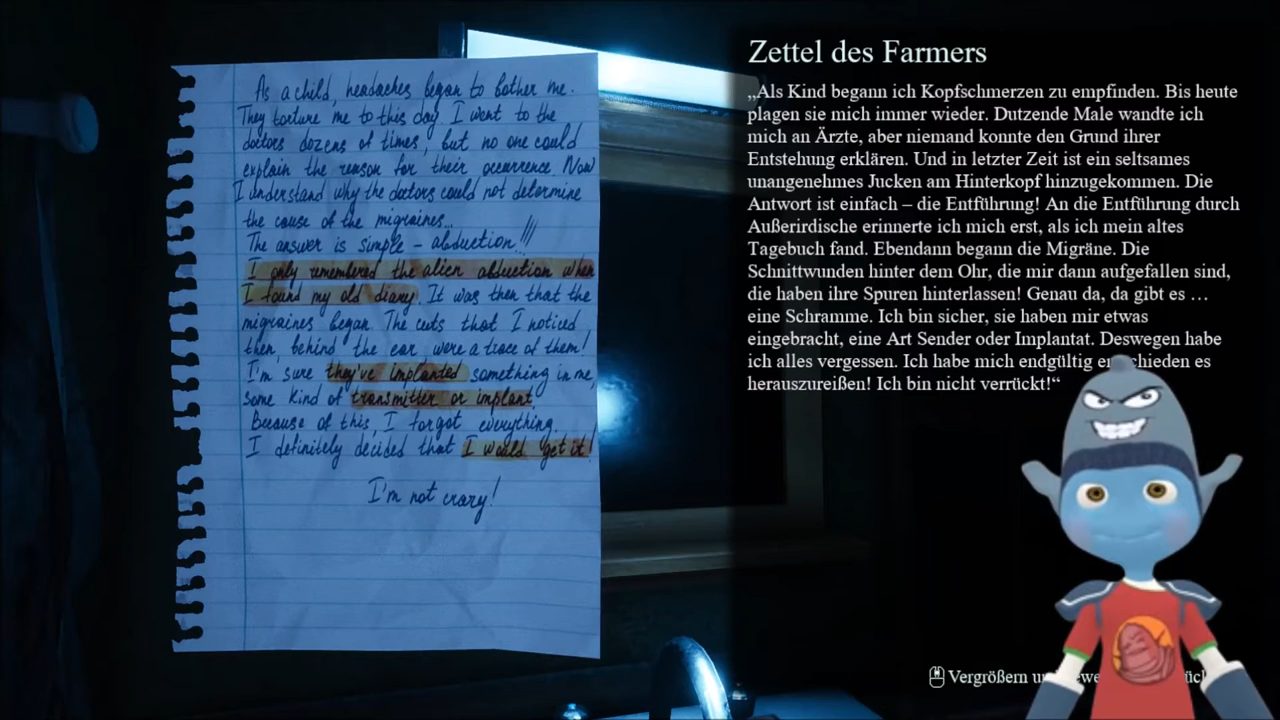 As a child, headaches began to bother me.
They torture me to this day. I went to the
doctors dozens of times, but no one could
explain the reason for their occurrence. Now
I understand why the doctors could not determine
the cause of the migraines...
The answer is simple – abduction!!!
I only remembered the alien abduction when
I found my old diary. It was then that the
migraines began. The cuts that I noticed
then, behind the ear, were a trace of them!
I'm sure they've implanted something in me,
some kind of transmitter or implant.
Because of this, I forgot everything.
I definitely decided that I would get it!
I'm not crazy!
Zettel des Farmers
„Als Kind begann ich Kopfschmerzen zu empfinden. Bis heute
plagen sie mich immer wieder. Dutzende Male wandte ich
mich an Ärzte, aber niemand konnte den Grund ihrer
Entstehung erklären. Und in letzter Zeit ist ein seltsames
unangenehmes Jucken am Hinterkopf hinzugekommen. Die
Antwort ist einfach – die Entführung! An die Entführung durch
Außerirdische erinnerte ich mich erst, als ich mein altes
Tagebuch fand. Ebendann begann die Migräne. Die
Schnittwunden hinter dem Ohr, die mir dann aufgefallen sind,
die haben ihre Spuren hinterlassen! Genau da, da gibt es …
eine Schramme. Ich bin sicher, sie haben mir etwas
eingebracht, eine Art Sender oder Implantat. Deswegen habe
ich alles vergessen. Ich habe mich endgültig entschieden es
herauszureißen! Ich bin nicht verrückt!“
Vergrößern